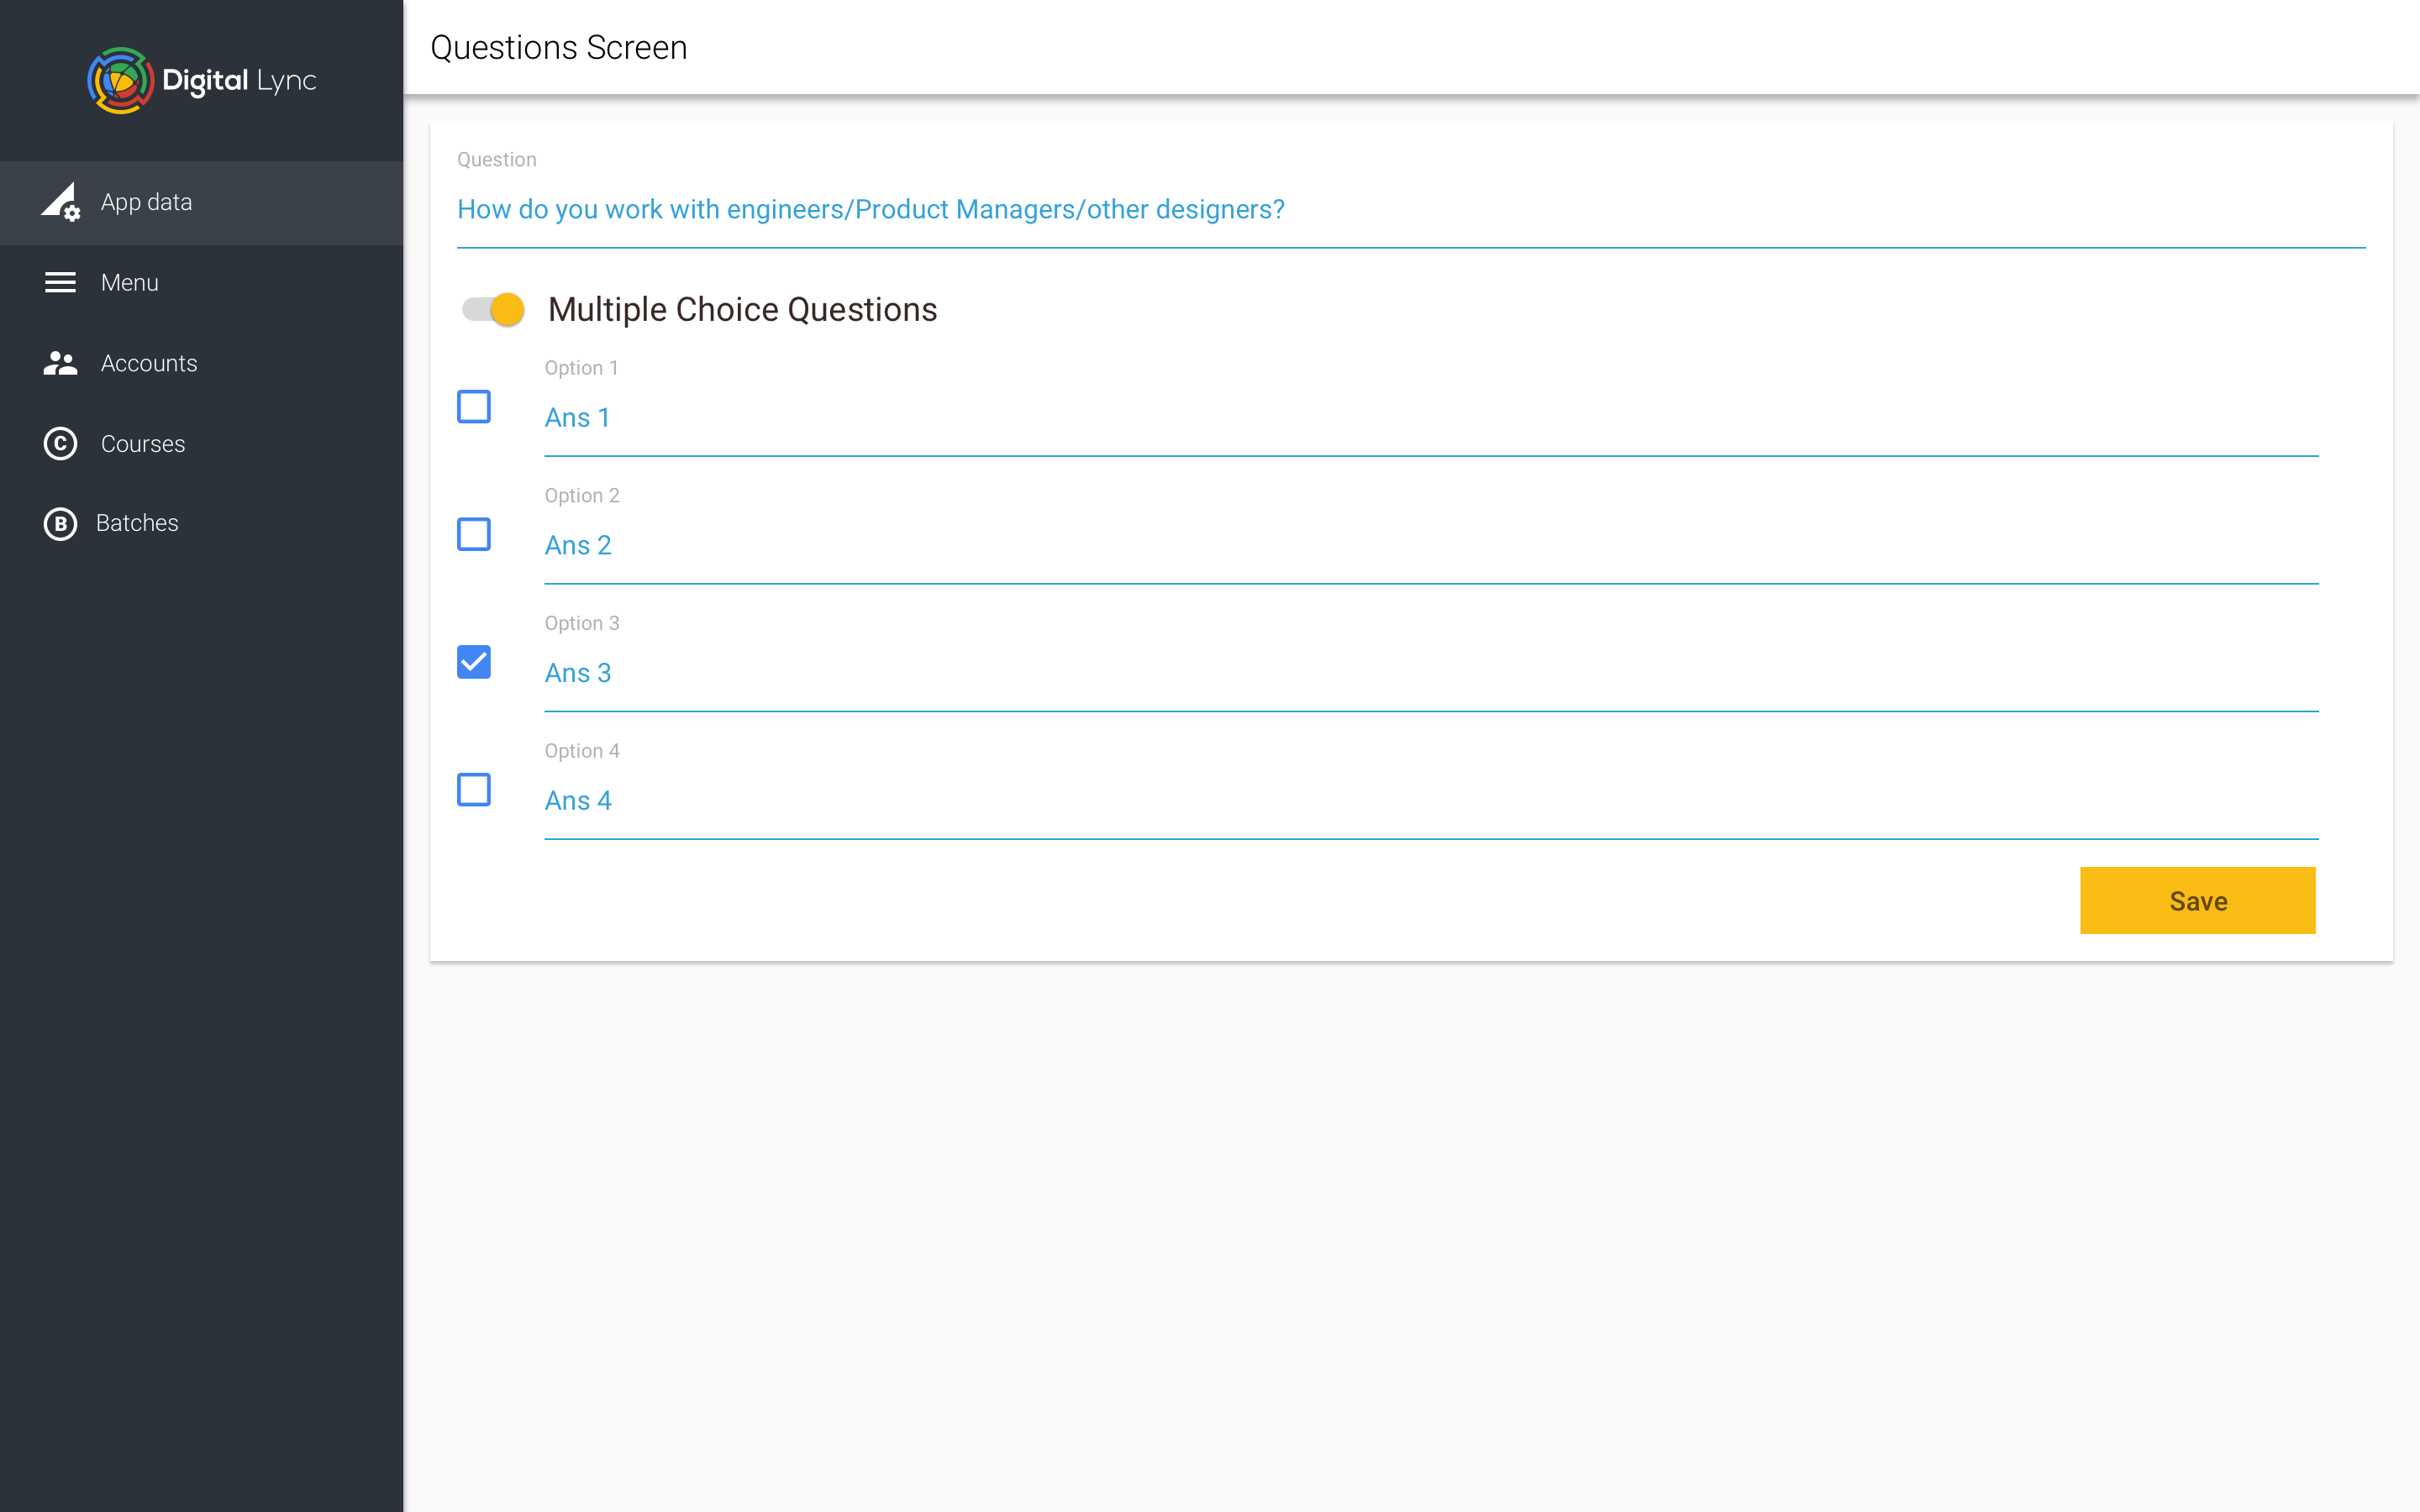 Digital Lync
App data
Menu
Accounts
C
Courses
B
Batches
Questions Screen
Question
How do you work with engineers/Product Managers/other designers?
Multiple Choice Questions
Option 1
Ans 1
Option 2
Ans 2
Option 3
Ans 3
Option 4
Ans 4
Save